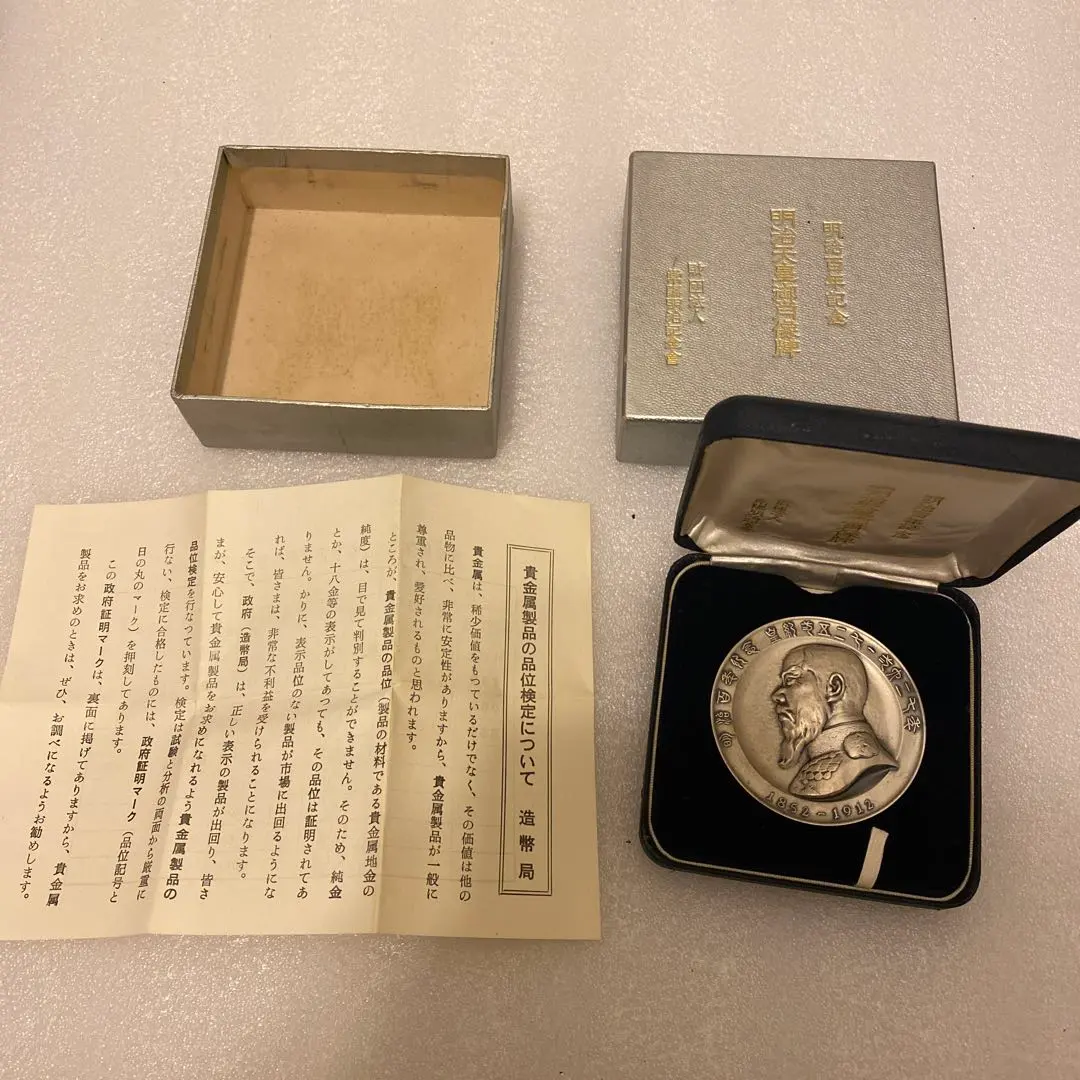 明治百年記念
明治天皇御肖像牌
財団法人
記念會
貴金属製品の品位検定について 造幣局
貴金属は、稀少価値をもつているだけでなく、その価値は他の
品物に比べ、非常に安定性がありますから、貴金属製品が一般に
尊重され、愛好されるものと思われます。
ところが、貴金属製品の品位（製品の材料である貴金属地金の
純度）は、目で見て判別することができません。そのため、純金
とか、十八金等の表示がしてあつても、その品位は証明されてあ
りません。かりに、表示品位のない製品が市場に出回るようにな
れば、皆さまは、非常な不利益を受けられることになります。
そこで、政府（造幣局）は、正しい表示の製品が出回り、皆さ
まが、安心して貴金属製品をお求めになれるよう貴金属製品の
品位検定を行なつています。検定は試験と分析の両面から厳重に
行ない、検定に合格したものには、政府証明マーク（品位記号と
日の丸のマーク）を押刻してあります。
この政府証明マークは、裏面に掲げてありますから、貴金属
製品をお求めのときは、ぜひ、お調べになるようお勧めします。
1852-1912